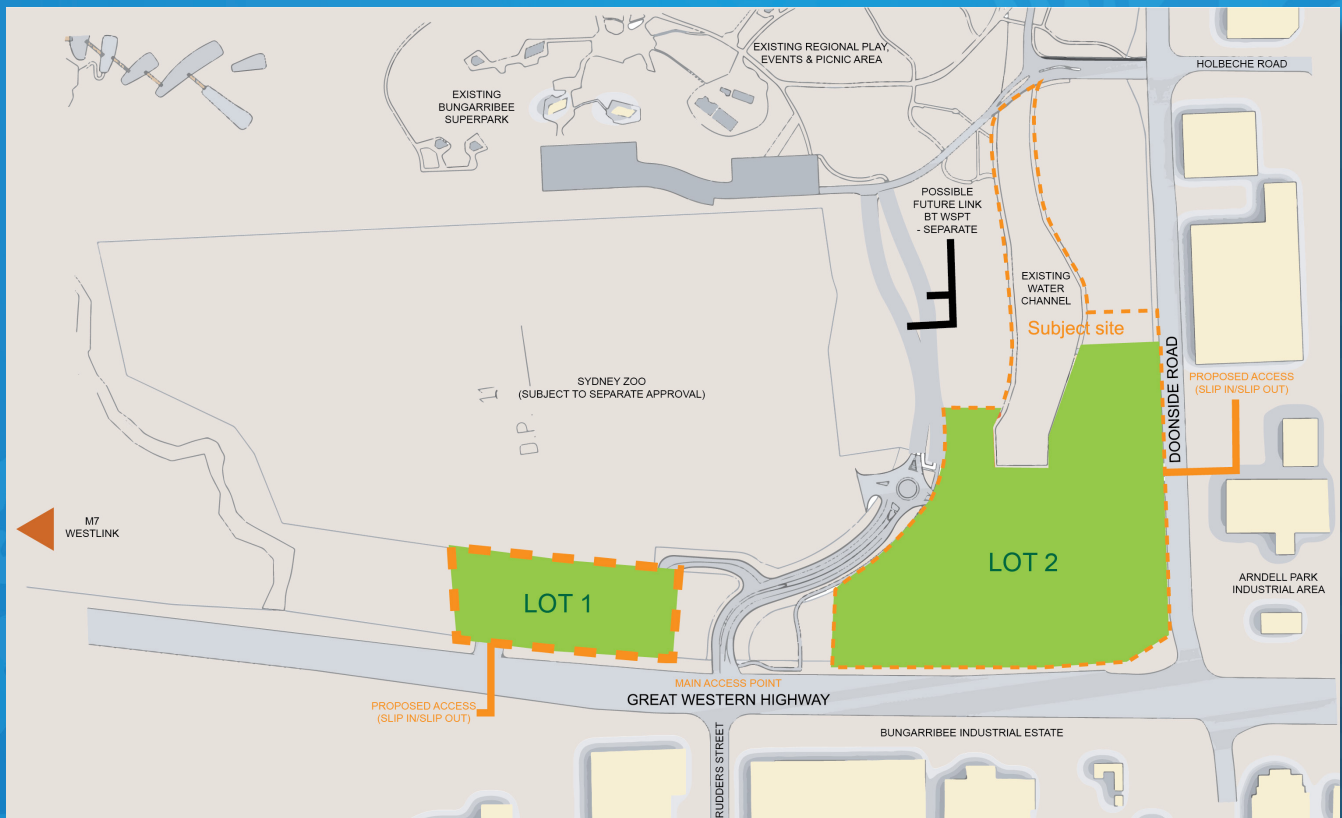 EXISTING REGIONAL PLAY,
EVENTS & PICNIC AREA
HOLBECHE ROAD
EXISTING
BUNGARRIBEE
SUPERPARK
POSSIBLE
FUTURE LINK
BT WSPT
- SEPARATE
EXISTING
WATER
CHANNEL
Subject site
DOONSIDE ROAD
PROPOSED ACCESS
(SLIP IN/SLIP OUT)
SYDNEY ZOO
(SUBJECT TO SEPARATE APPROVAL)
11
D.P.
M7
WESTLINK
LOT 1
LOT 2
ARNDELL PARK
INDUSTRIAL AREA
MAIN ACCESS POINT
GREAT WESTERN HIGHWAY
PROPOSED ACCESS
(SLIP IN/SLIP OUT)
RUDDERS STREET
BUNGARRIBEE INDUSTRIAL ESTATE